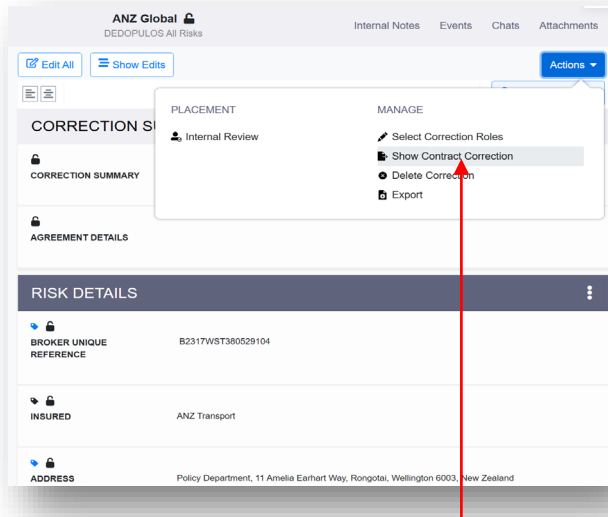 ANZ Global
DEDOPULOS All Risks
Internal Notes Events Chats Attachments
Edit All Show Edits Actions
PLACEMENT MANAGE
Internal Review Select Correction Roles
Show Contract Correction
Delete Correction
Export
CORRECTION SU
CORRECTION SUMMARY
AGREEMENT DETAILS
RISK DETAILS
BROKER UNIQUE REFERENCE B2317WST380529104
INSURED ANZ Transport
ADDRESS Policy Department, 11 Amelia Earhart Way, Rongotai, Wellington 6003, New Zealand